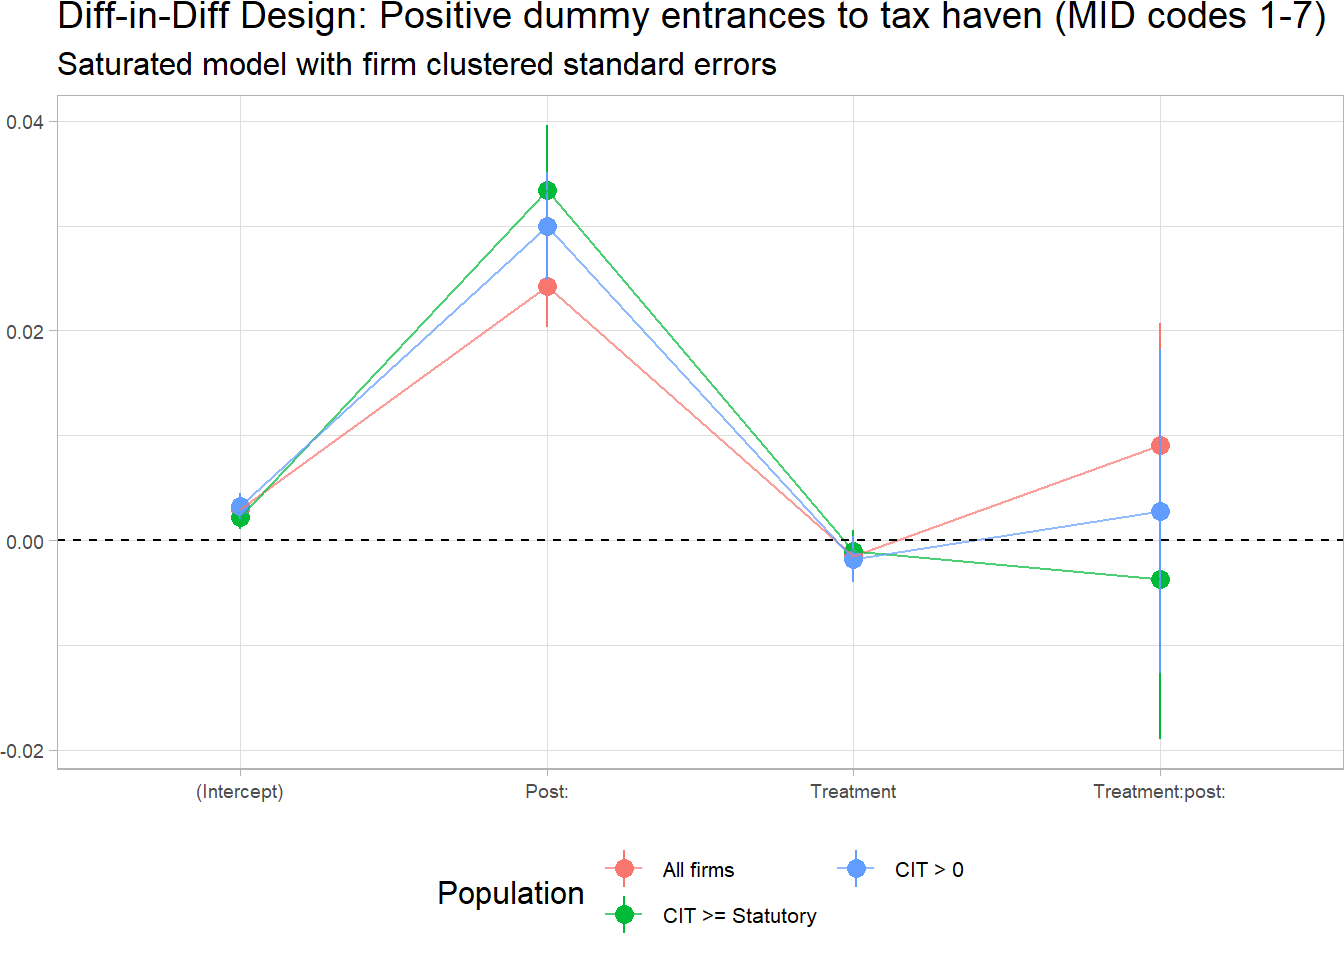 Diff-in-Diff Design: Positive dummy entrances to tax haven (MID codes 1-7)
Saturated model with firm clustered standard errors
0.04
0.02
0.00
-0.02
(Intercept) Post: Treatment Treatment:post:
Population
All firms
CIT > 0
CIT >= Statutory